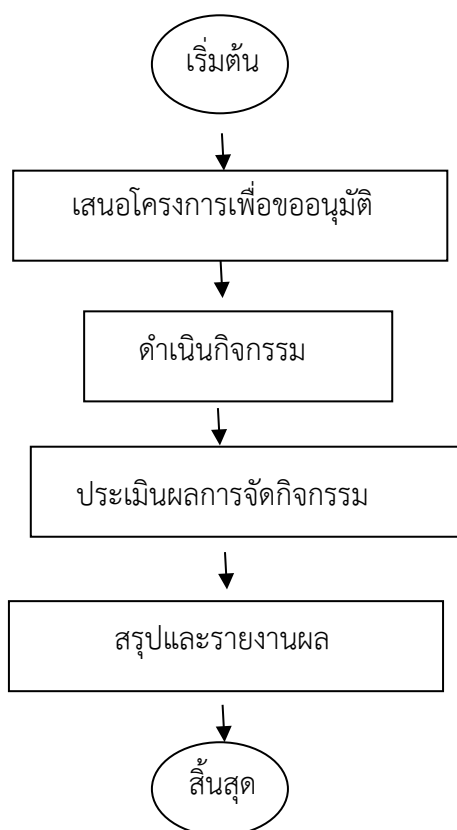 เริ่มต้น
เสนอโครงการเพื่อขออนุมัติ
ดำเนินกิจกรรม
ประเมินผลการจัดกิจกรรม
สรุปและรายงานผล
สิ้นสุด